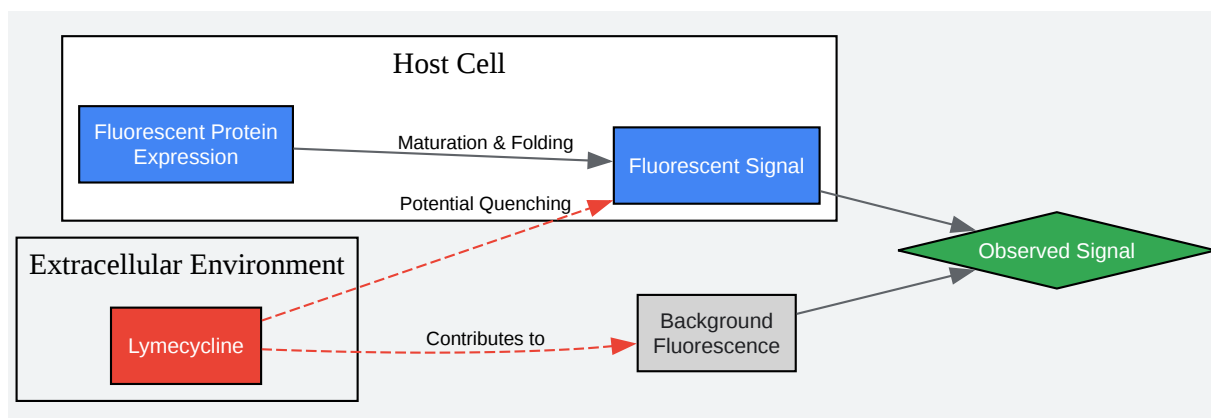 Host Cell
Fluorescent Protein
Expression
Maturation & Folding
Fluorescent Signal
Potential Quenching
Extracellular Environment
Lymecycline
Contributes to
Background
Fluorescence
Observed Signal